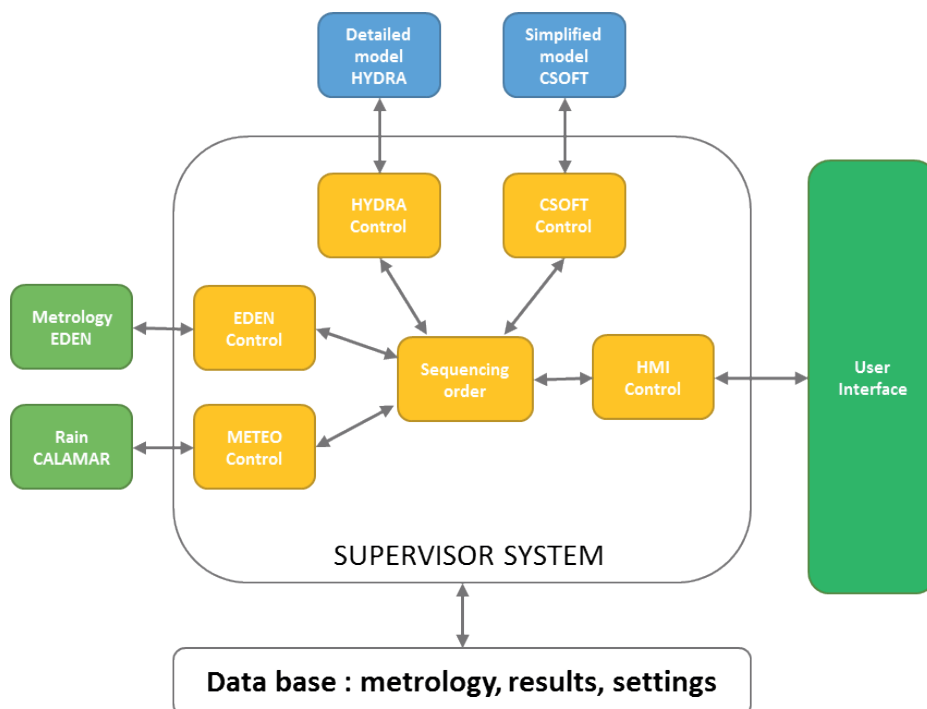 Detailed
model
HYDRA
Simplified
model
CSOFT
HYDRA
Control
CSOFT
Control
Metrology
EDEN
EDEN
Control
Sequencing
order
HMI
Control
User
Interface
Rain
CALAMAR
METEO
Control
SUPERVISOR SYSTEM
Data base : metrology, results, settings